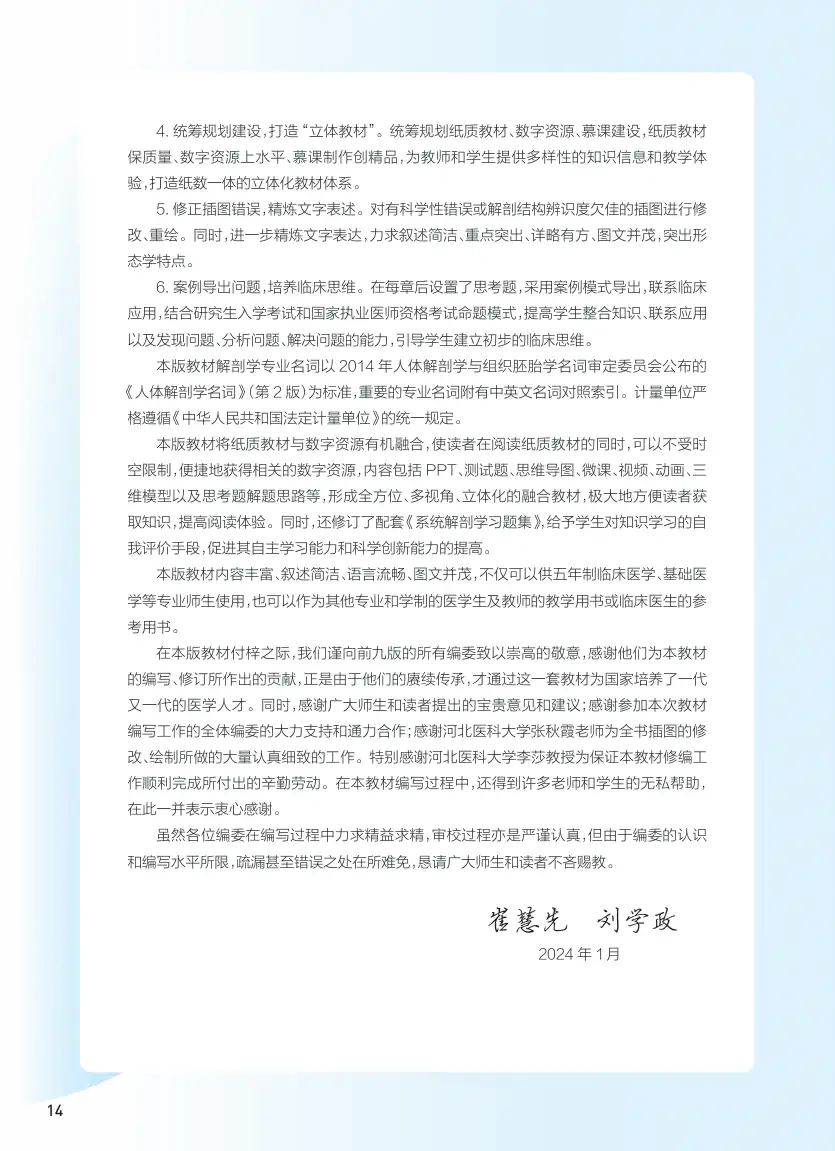 4. 统筹规划建设，打造“立体教材”。统筹规划纸质教材、数字资源、慕课建设，纸质教材
保质量、数字资源上水平、慕课制作创精品，为教师和学生提供多样性的知识信息和教学体
验，打造纸数一体的立体化教材体系。
5. 修正插图错误，精炼文字表述。对有科学性错误或解剖结构辨识度欠佳的插图进行修
改、重绘。同时，进一步精炼文字表达，力求叙述简洁、重点突出、详略有方、图文并茂，突出形
态学特点。
6. 案例导出问题，培养临床思维。在每章后设置了思考题，采用案例模式导出，联系临床
应用，结合研究生入学考试和国家执业医师资格考试命题模式，提高学生整合知识、联系应用
以及发现问题、分析问题、解决问题的能力，引导学生建立初步的临床思维。
本版教材解剖学专业名词以 2014 年人体解剖学与组织胚胎学名词审定委员会公布的
《人体解剖学名词》（第 2 版）为标准，重要的专业名词附有中英文名词对照索引。计量单位严
格遵循《中华人民共和国法定计量单位》的统一规定。
本版教材将纸质教材与数字资源有机融合，使读者在阅读纸质教材的同时，可以不受时
空限制，便捷地获得相关的数字资源，内容包括 PPT、测试题、思维导图、微课、视频、动画、三
维模型以及思考题解题思路等，形成全方位、多视角、立体化的融合教材，极大地方便读者获
取知识，提高阅读体验。同时，还修订了配套《系统解剖学习题集》，给予学生对知识学习的自
我评价手段，促进其自主学习能力和科学创新能力的提高。
本版教材内容丰富、叙述简洁、语言流畅、图文并茂，不仅可以供五年制临床医学、基础医
学等专业师生使用，也可以作为其他专业和学制的医学生及教师的教学用书或临床医生的参
考用书。
在本版教材付梓之际，我们谨向前九版的所有编委致以崇高的敬意，感谢他们为本教材
的编写、修订所作出的贡献，正是由于他们的赓续传承，才通过这一套教材为国家培养了一代
又一代的医学人才。同时，感谢广大师生和读者提出的宝贵意见和建议；感谢参加本次教材
编写工作的全体编委的大力支持和通力合作；感谢河北医科大学张秋霞老师为全书插图的修
改、绘制所做的大量认真细致的工作。特别感谢河北医科大学李莎教授为保证本教材修编工
作顺利完成所付出的辛勤劳动。在本教材编写过程中，还得到许多老师和学生的无私帮助，
在此一并表示衷心感谢。
虽然各位编委在编写过程中力求精益求精，审校过程亦是严谨认真，但由于编委的认识
和编写水平所限，疏漏甚至错误之处在所难免，恳请广大师生和读者不吝赐教。
崔慧先 刘学政
2024 年 1 月
14